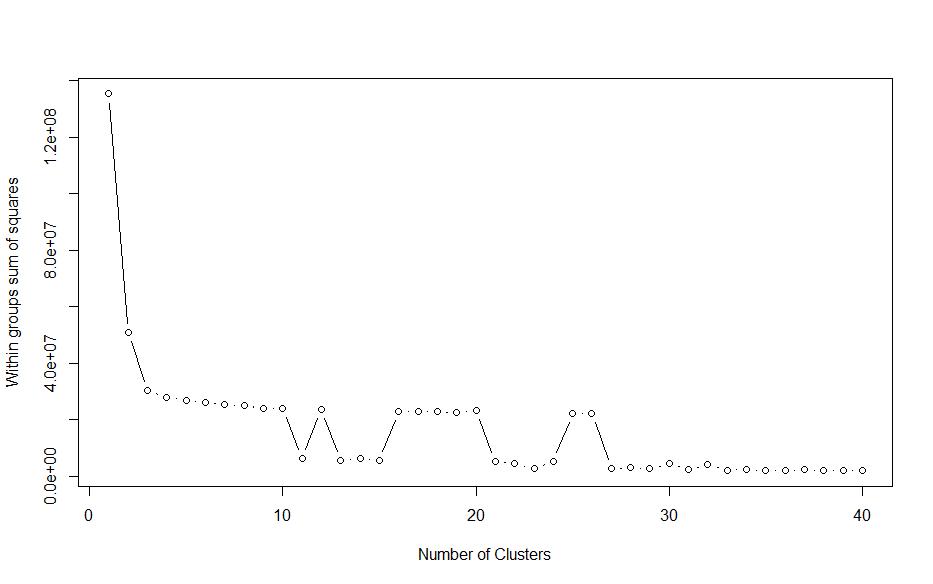 Within groups sum of squares
1.2e+08
8.0e+07
4.0e+07
0.0e+00
0 10 20 30 40
Number of Clusters